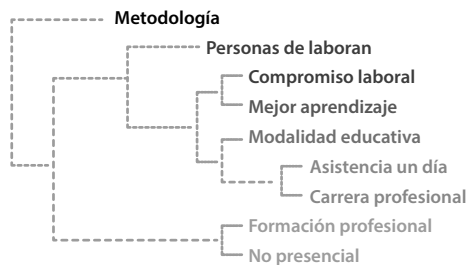 Metodología
Personas de laboran
Compromiso laboral
Mejor aprendizaje
Modalidad educativa
Asistencia un día
Carrera profesional
Formación profesional
No presencial